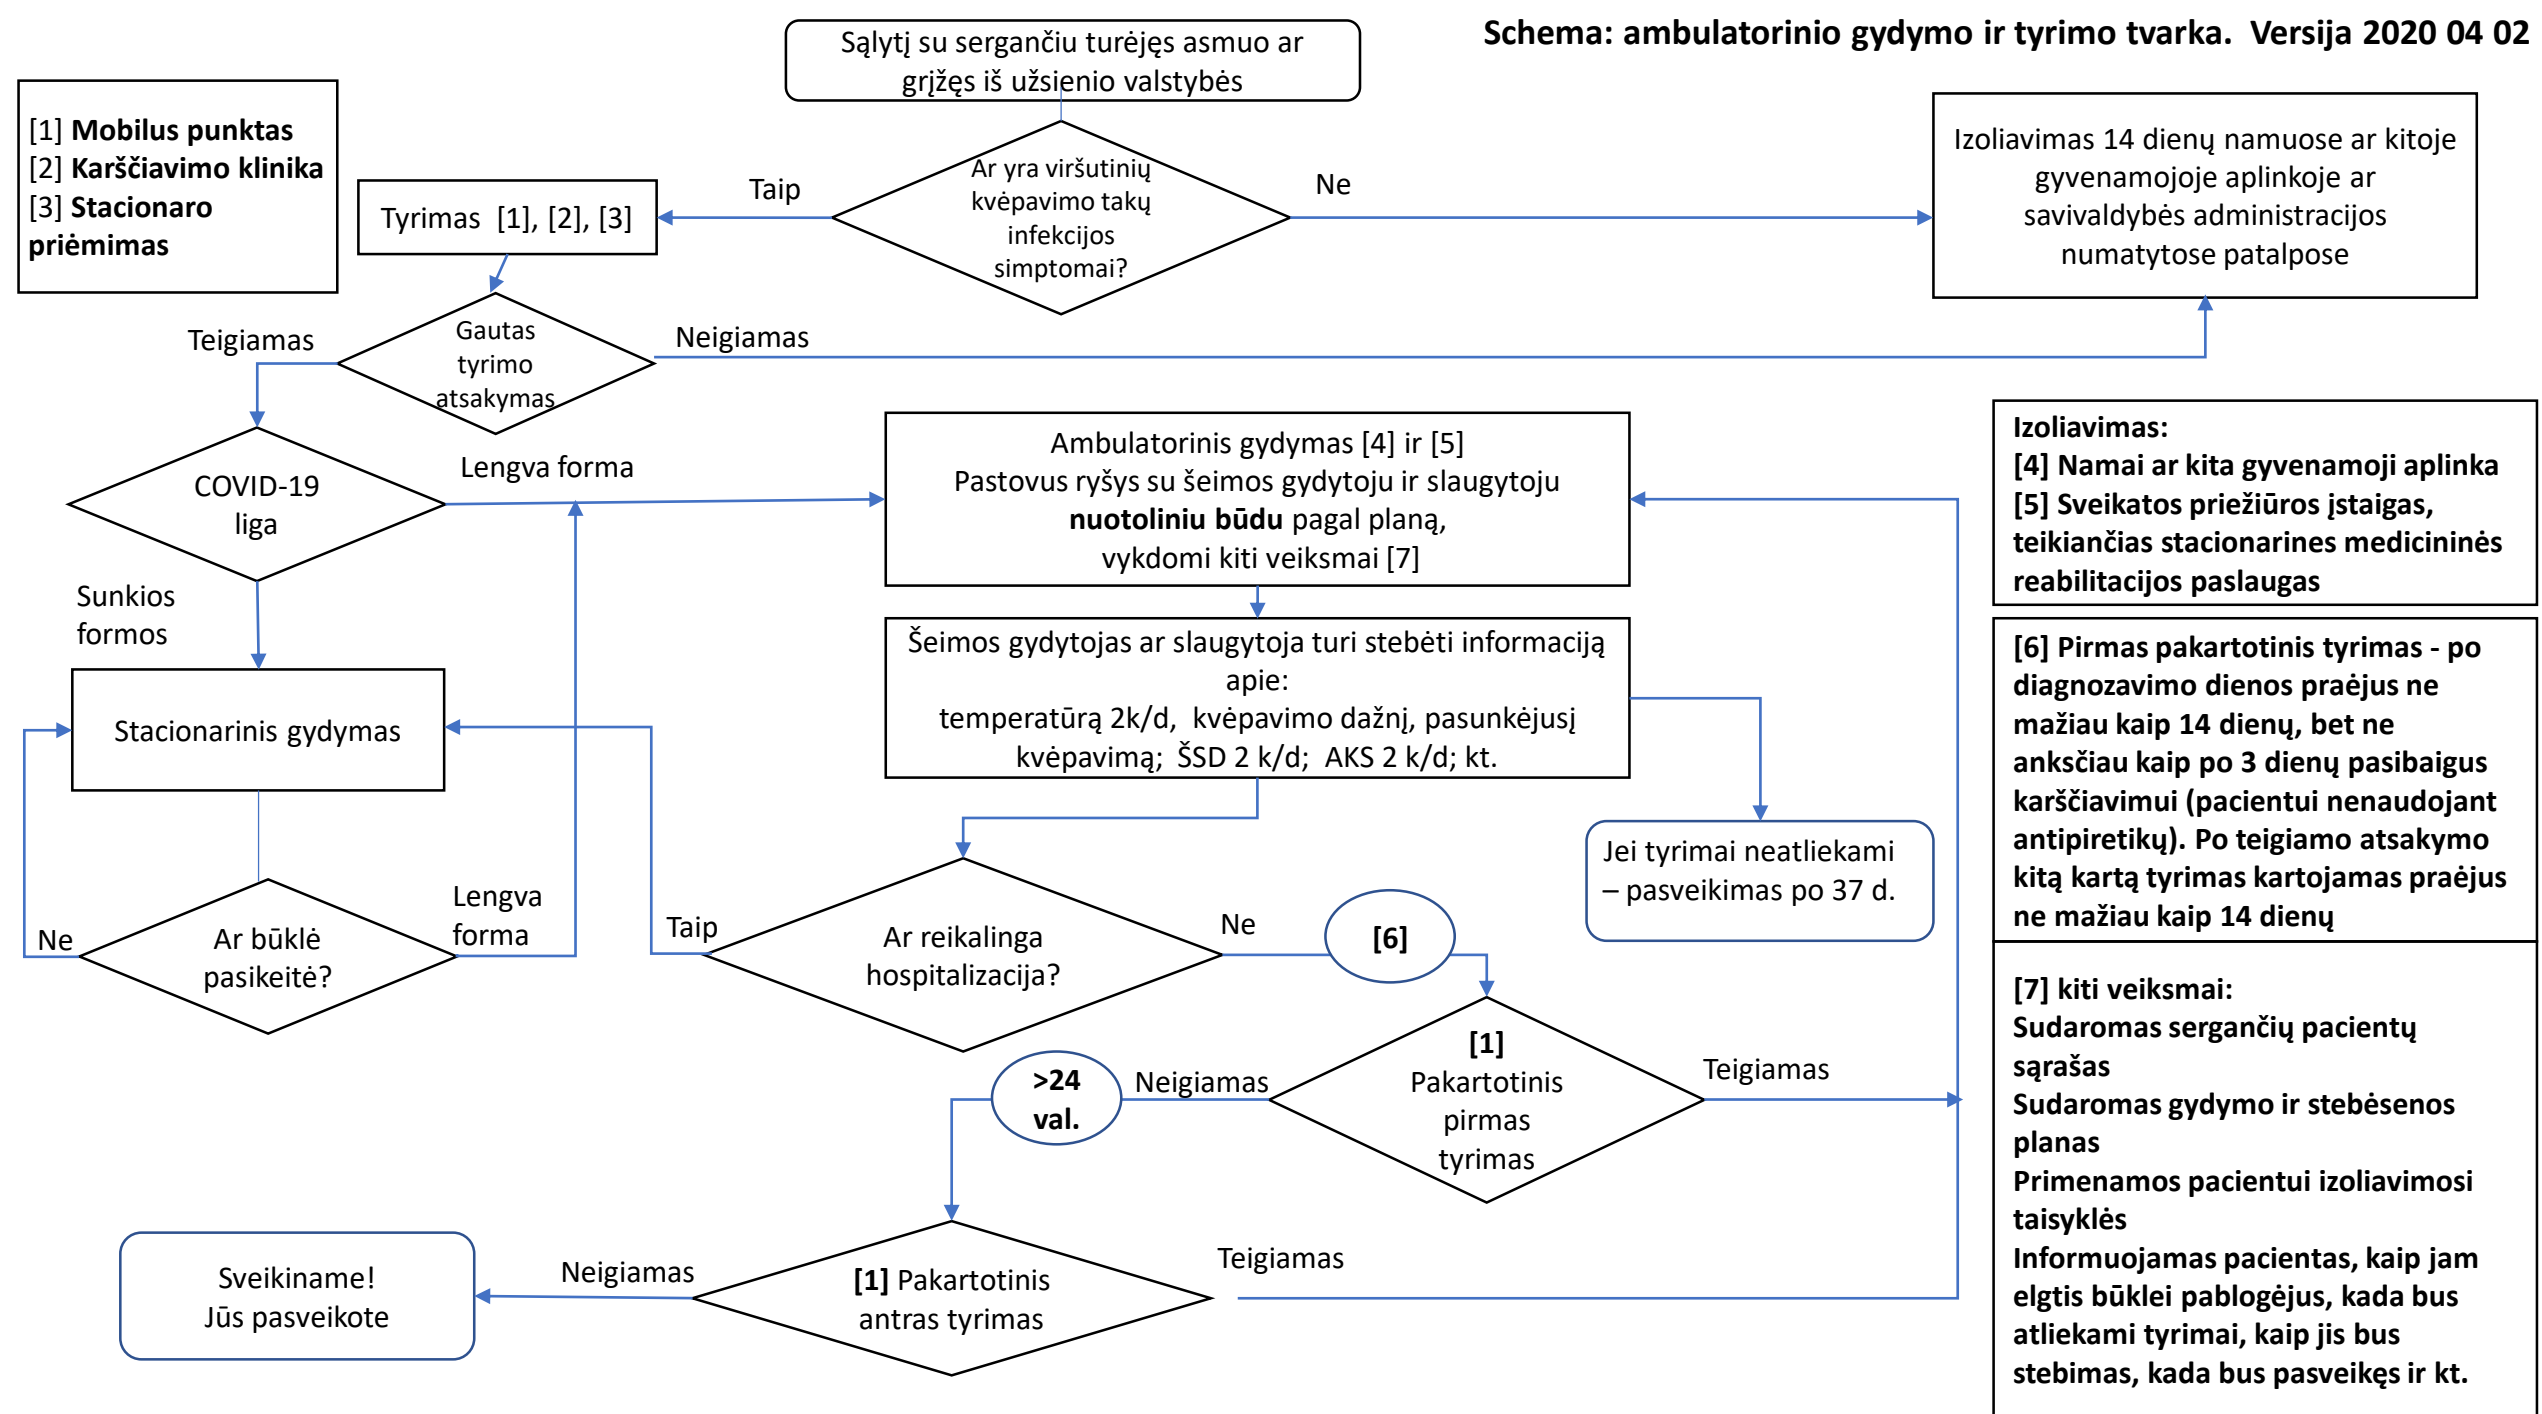 Schema: ambulatorinio gydymo ir tyrimo tvarka. Versija 2020 04 02
Sąlytį su sergančiu turėjęs asmuo ar
grįžęs iš užsienio valstybės
[1] Mobilus punktas
[2] Karščiavimo klinika
[3] Stacionaro
priėmimas
Ar yra viršutinių
kvėpavimo takų
infekcijos
simptomai?
Taip
Ne
Tyrimas [1], [2], [3]
Izoliavimas 14 dienų namuose ar kitoje
gyvenamojoje aplinkoje ar
savivaldybės administracijos
numatytose patalpose
Gautas
tyrimo
atsakymas
Teigiamas
Neigiamas
COVID-19
liga
Lengva forma
Sunkios
formos
Ambulatorinis gydymas [4] ir [5]
Pastovus ryšys su šeimos gydytoju ir slaugytoju
nuotoliniu būdu pagal planą,
vykdomi kiti veiksmai [7]
Izoliavimas:
[4] Namai ar kita gyvenamoji aplinka
[5] Sveikatos priežiūros įstaigas,
teikiančias stacionarines medicininės
reabilitacijos paslaugas
Šeimos gydytojas ar slaugytoja turi stebėti informaciją
apie:
temperatūrą 2k/d, kvėpavimo dažnį, pasunkėjusį
kvėpavimą; ŠSD 2 k/d; AKS 2 k/d; kt.
[6] Pirmas pakartotinis tyrimas - po
diagnozavimo dienos praėjus ne
mažiau kaip 14 dienų, bet ne
anksčiau kaip po 3 dienų pasibaigus
karščiavimui (pacientui nenaudojant
antipiretikų). Po teigiamo atsakymo
kitą kartą tyrimas kartojamas praėjus
ne mažiau kaip 14 dienų
Stacionarinis gydymas
Jei tyrimai neatliekami
– pasveikimas po 37 d.
Ar būklė
pasikeitė?
Ne
Lengva
forma
Ar reikalinga
hospitalizacija?
Taip
Ne
[6]
[7] kiti veiksmai:
Sudaromas sergančių pacientų
sąrašas
Sudaromas gydymo ir stebėsenos
planas
Primenamos pacientui izoliavimosi
taisyklės
Informuojamas pacientas, kaip jam
elgtis būklei pablogėjus, kada bus
atliekami tyrimai, kaip jis bus
stebimas, kada bus pasveikęs ir kt.
[1]
Pakartotinis
pirmas
tyrimas
Neigiamas
Teigiamas
>24
val.
[1] Pakartotinis
antras tyrimas
Neigiamas
Teigiamas
Sveikiname!
Jūs pasveikote